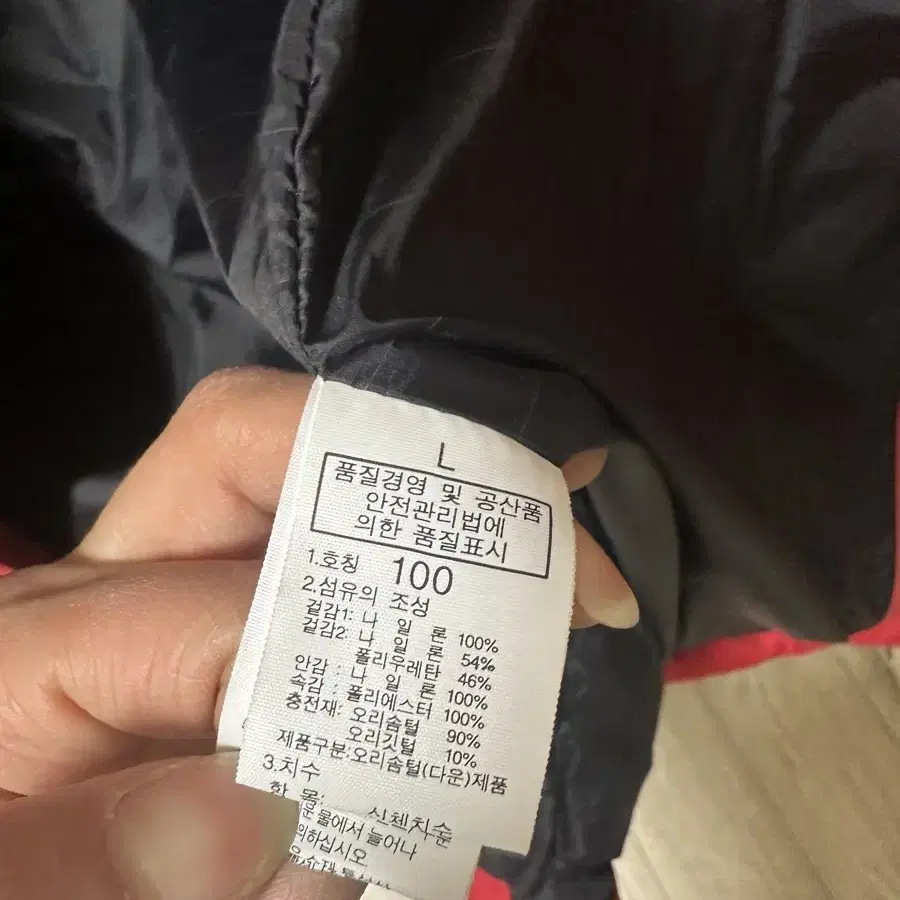 L
품질경영 및 공산품
안전관리법에
의한 품질표시
1.호칭 100
2.섬유의 조성
겉감1: 나 일 론 100%
겉감2: 나 일 론 54%
폴리우레탄 46%
안감 : 나 일 론 100%
속감 : 폴리에스터 100%
충전재: 오리솜털 90%
오리깃털 10%
제품구분:오리솜털(다운)제품
3.치수
항 목: 신체치수
물에서 늘어나
의하십시오